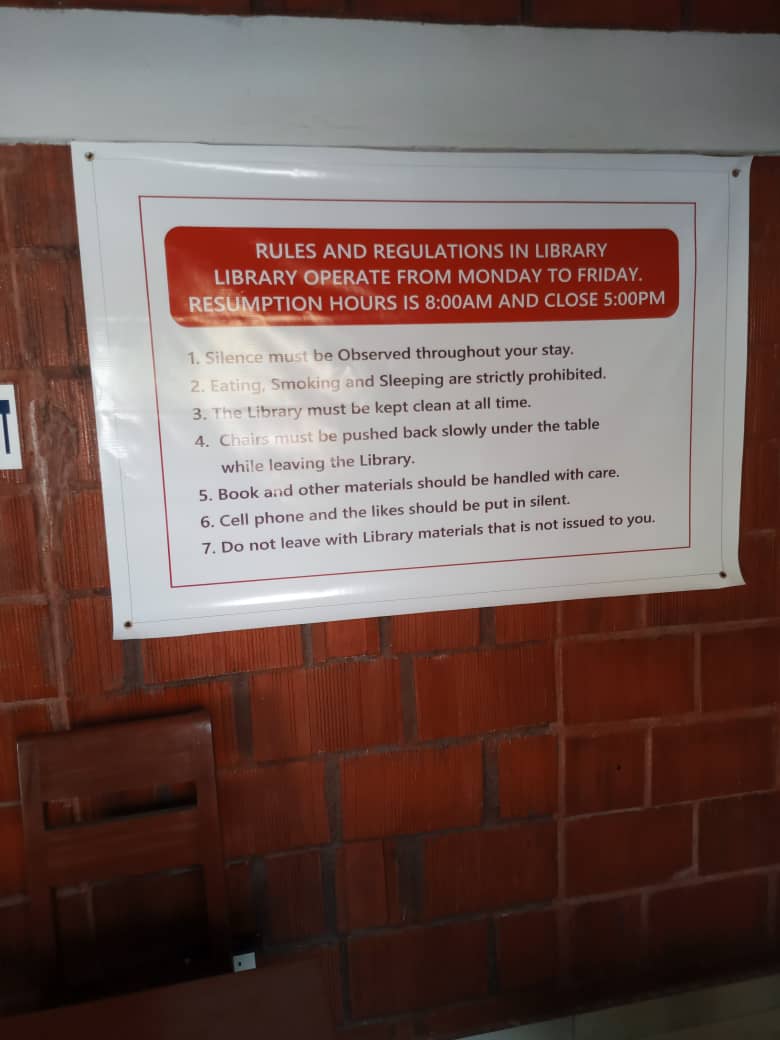 RULES AND REGULATIONS IN LIBRARY
LIBRARY OPERATE FROM MONDAY TO FRIDAY.
RESUMPTION HOURS IS 8:00AM AND CLOSE 5:00PM
1. Silence must be Observed throughout your stay.
2. Eating, Smoking and Sleeping are strictly prohibited.
3. The Library must be kept clean at all time.
4. Chairs must be pushed back slowly under the table
while leaving the Library.
5. Book and other materials should be handled with care.
6. Cell phone and the likes should be put in silent.
7. Do not leave with Library materials that is not issued to you.